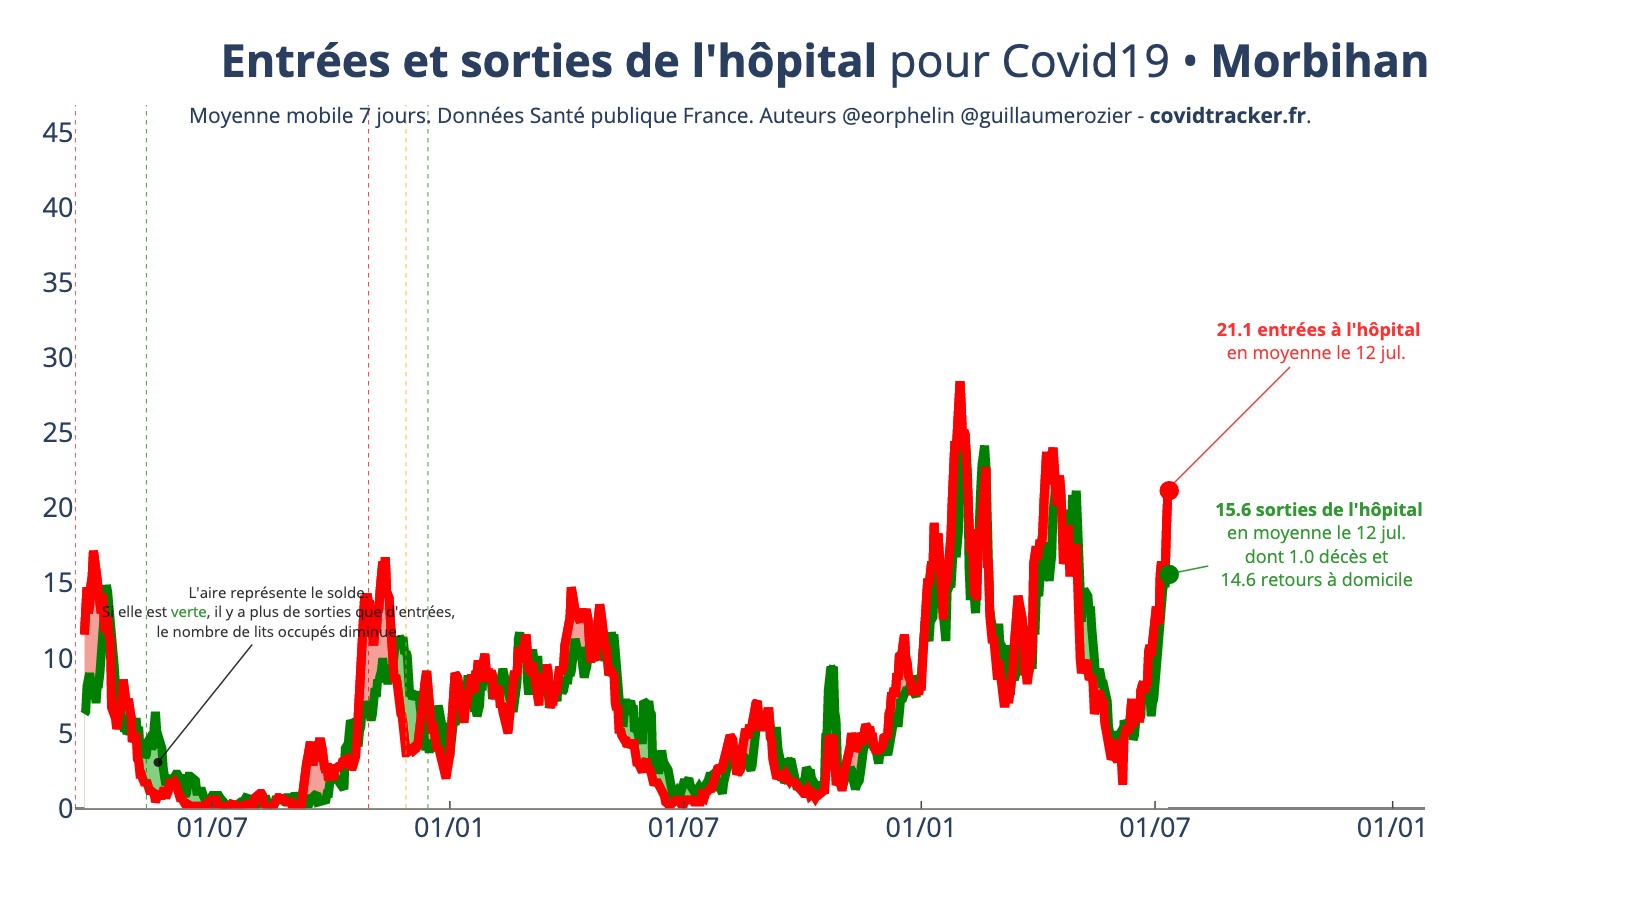 Entrées et sorties de l'hôpital pour Covid19 • Morbihan
Moyenne mobile 7 jours. Données Santé publique France. Auteurs @eorphelin @guillaumerozier - covidtracker.fr.
45
40
35
30
25
20
15
10
5
0
21.1 entrées à l'hôpital
en moyenne le 12 jul.
15.6 sorties de l'hôpital
en moyenne le 12 jul.
dont 1.0 décès et
14.6 retours à domicile
L'aire représente le solde.
Si elle est verte, il y a plus de sorties que d'entrées,
le nombre de lits occupés diminue.
01/07
01/01
01/07
01/01
01/07
01/01